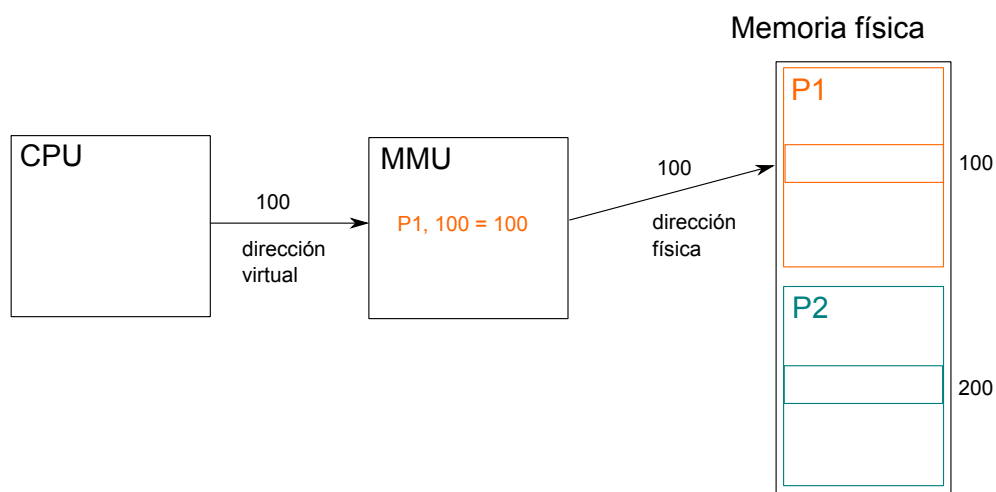 Memoria física
P1
CPU
MMU
100
100
100
P1, 100 = 100
dirección
virtual
dirección
física
P2
200